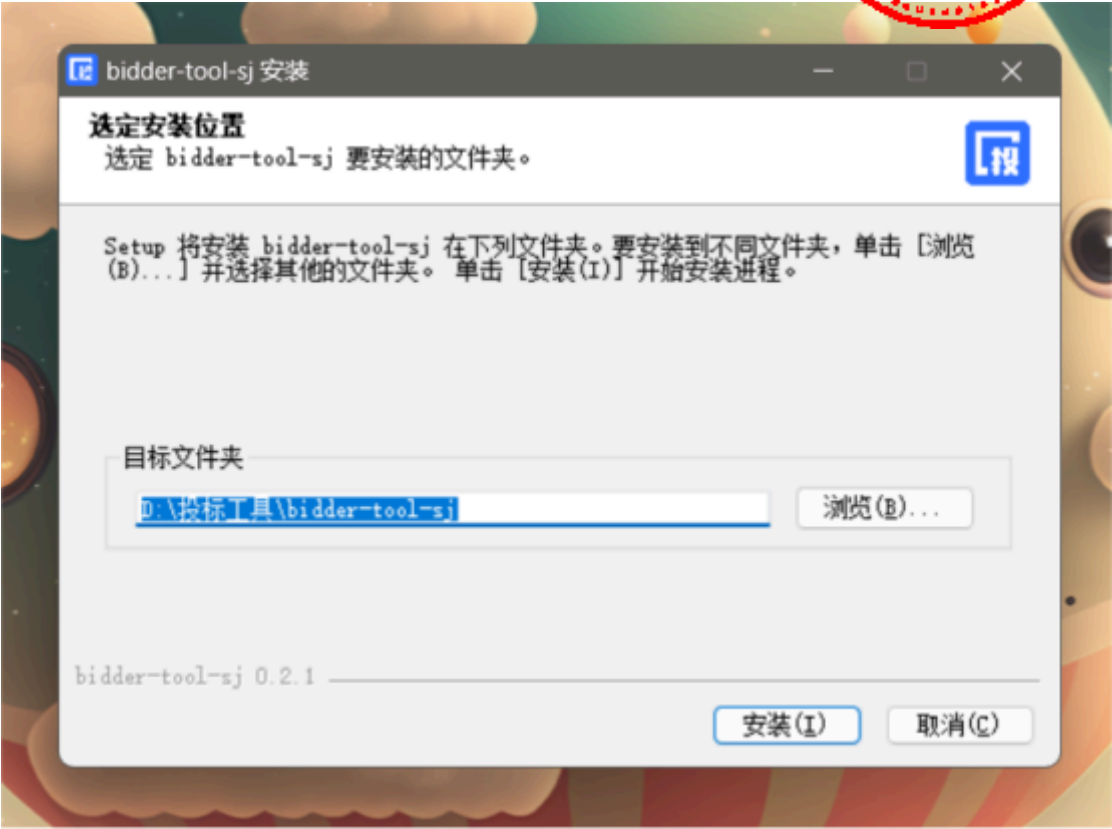 bidder-tool-sj 安装
选定安装位置
选定 bidder-tool-sj 要安装的文件夹。
投
Setup 将安装 bidder-tool-sj 在下列文件夹。要安装到不同文件夹，单击 [浏览
(B)...] 并选择其他的文件夹。 单击 [安装(I)] 开始安装进程。
目标文件夹
D:\投标工具\bidder-tool-sj
浏览(B)...
bidder-tool-sj 0.2.1
安装(I)
取消(C)